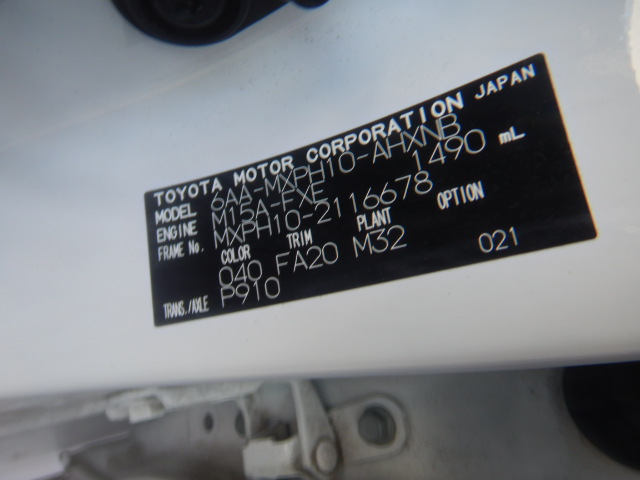 TOYOTA MOTOR CORPORATION JAPAN
MODEL 6AA-MXPH10-AHXNB
ENGINE M15A-FXE 1490 mL
FRAME No. MXPH10-2116678
COLOR TRIM PLANT OPTION
040 FA20 M32 021
TRANS./AXLE P910